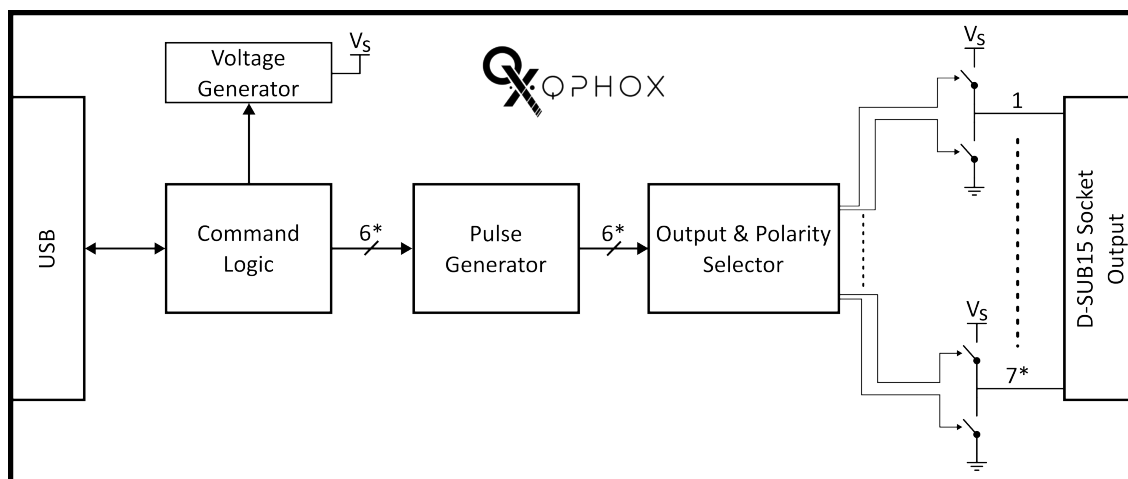 Voltage
Generator
VS
QPHOX
VS
1
USB
Command
Logic
6*
Pulse
Generator
6*
Output & Polarity
Selector
D-SUB15 Socket
Output
VS
7*